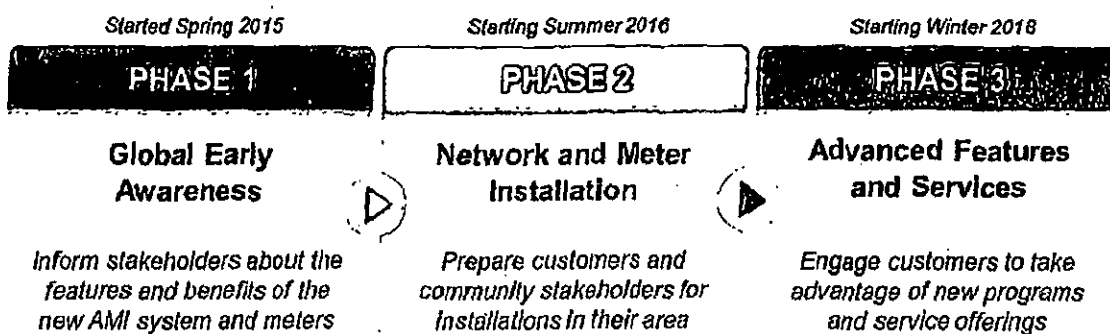 Started Spring 2015
PHASE 1
Global Early
Awareness
Inform stakeholders about the
features and benefits of the
new AMI system and meters
Starting Summer 2016
PHASE 2
Network and Meter
Installation
Prepare customers and
community stakeholders for
installations in their area
Starting Winter 2018
PHASE 3
Advanced Features
and Services
Engage customers to take
advantage of new programs
and service offerings